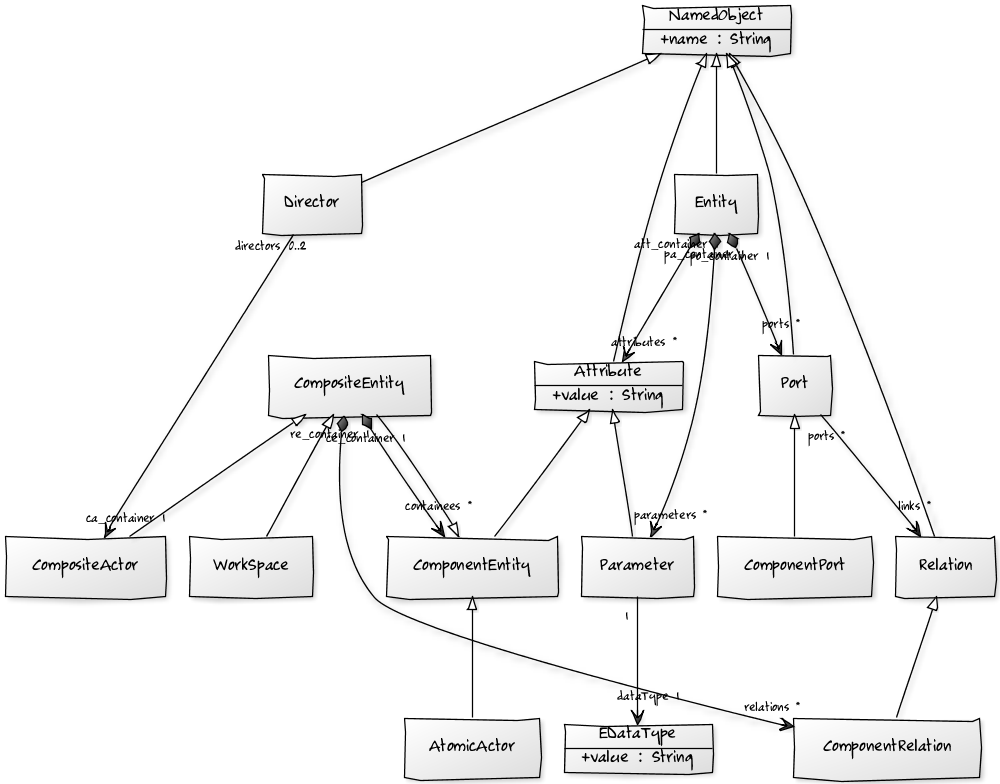 NamedObject
+name : String
Director
Entity
directors 0..2
att_container
pa_container
po_container 1
ports *
attributes *
CompositeEntity
Attribute
+value : String
Port
re_container
ce_container 1
ports *
containees *
parameters *
links *
ca_container 1
CompositeActor
WorkSpace
ComponentEntity
Parameter
ComponentPort
Relation
1
dataType 1
relations *
AtomicActor
EDataType
+value : String
ComponentRelation